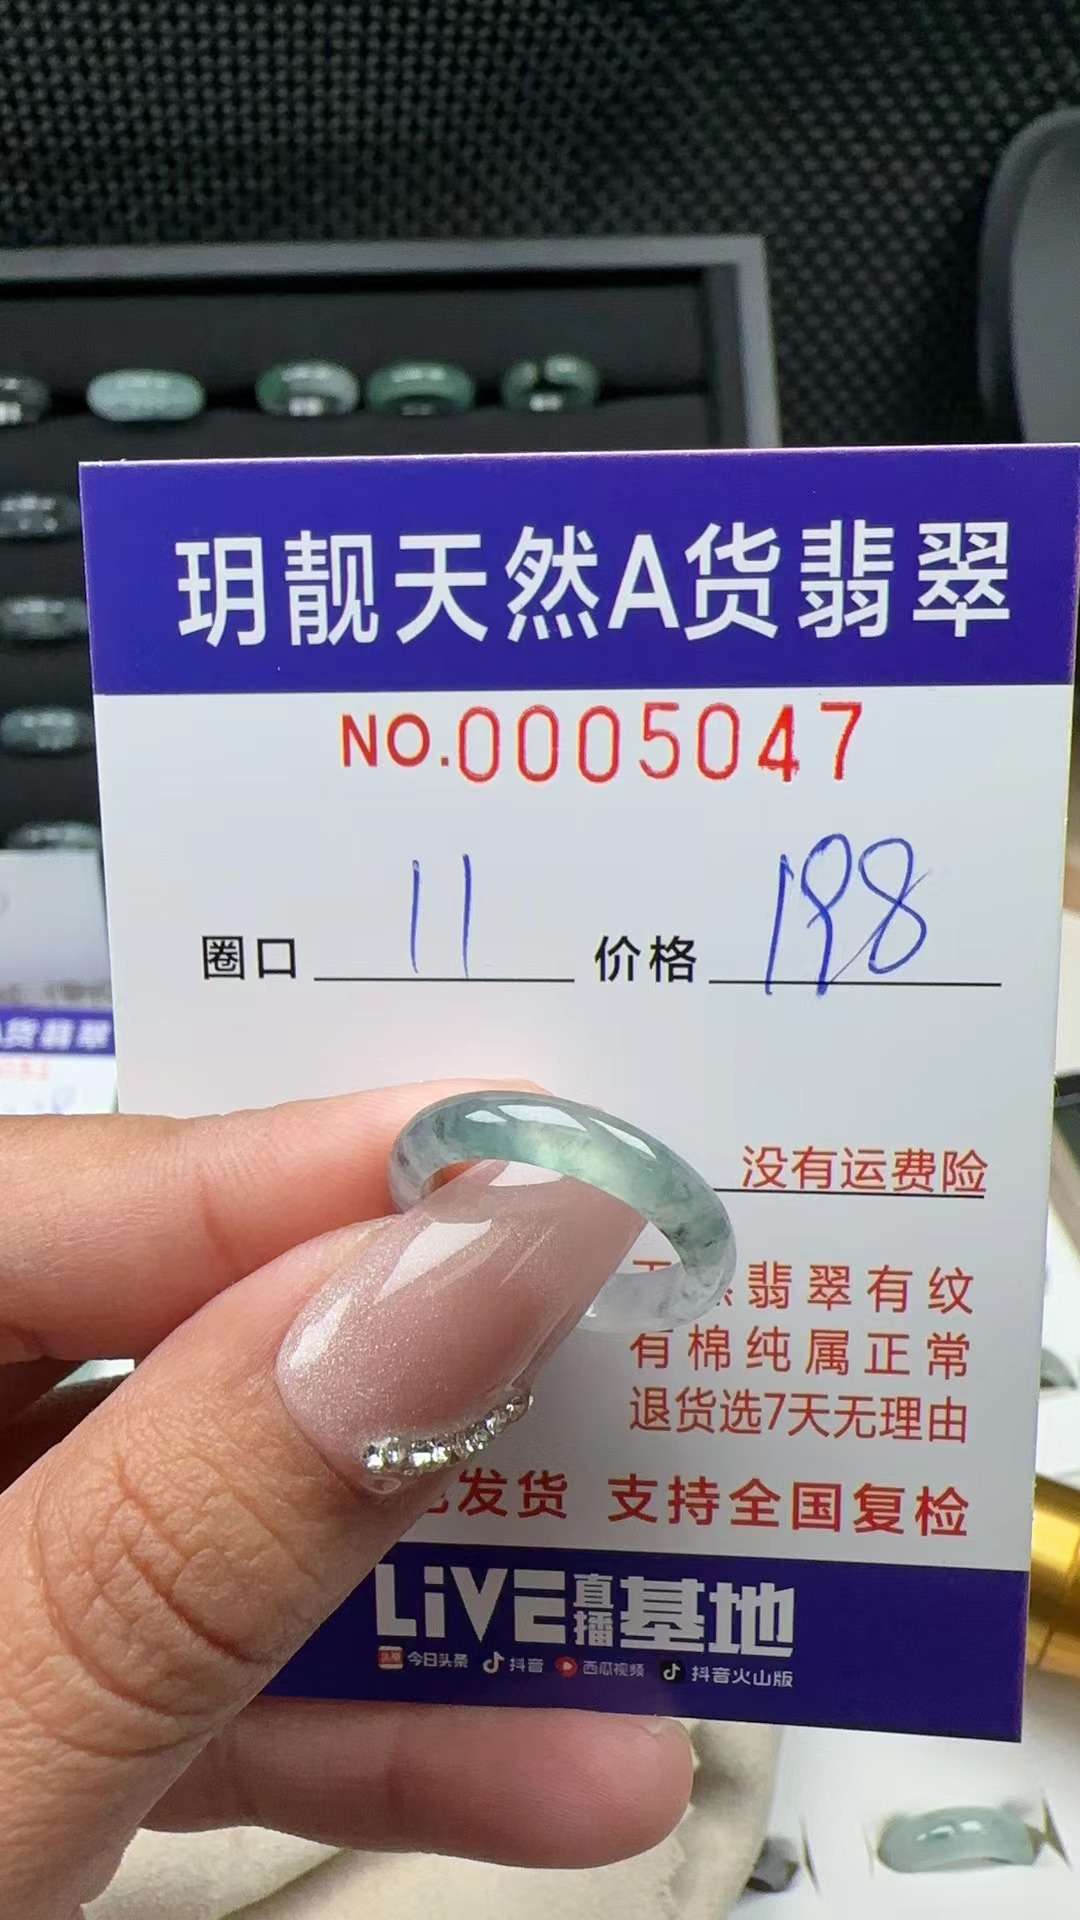 玥靓天然A货翡翠
NO.0005047
圈口 11 价格 198
没有运费险
翡翠有纹
有棉纯属正常
退货选7天无理由
发货 支持全国复检
LiVE直播基地
今日头条 抖音 西瓜视频 抖音火山版
货翡翠